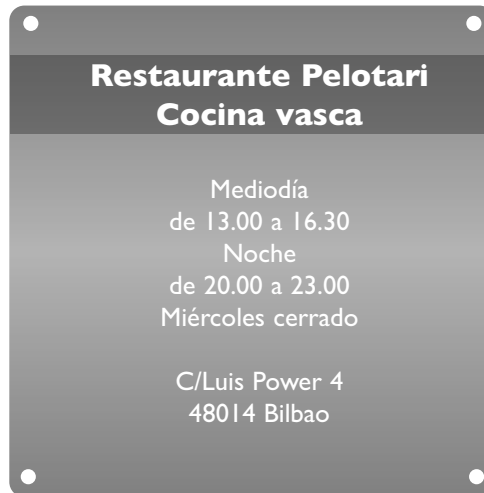 Restaurante Pelotari
Cocina vasca
Mediodía
de 13.00 a 16.30
Noche
de 20.00 a 23.00
Miércoles cerrado
C/Luis Power 4
48014 Bilbao